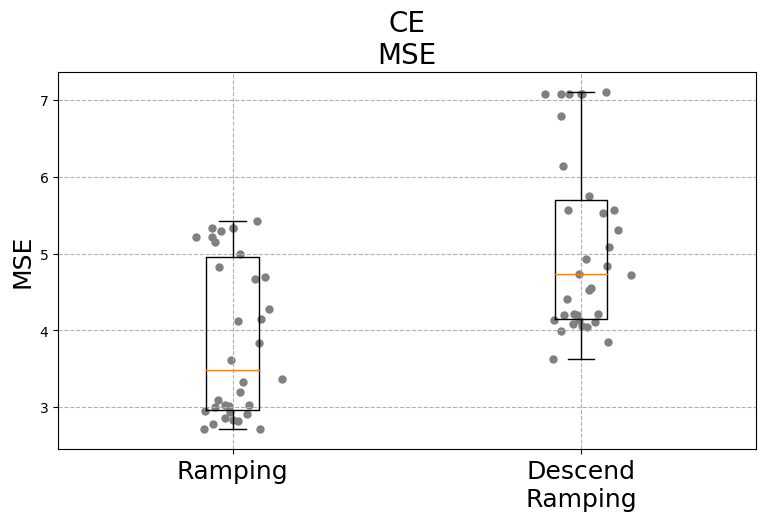 CE
MSE
MSE
7
6
5
4
3
Ramping
Descend
Ramping